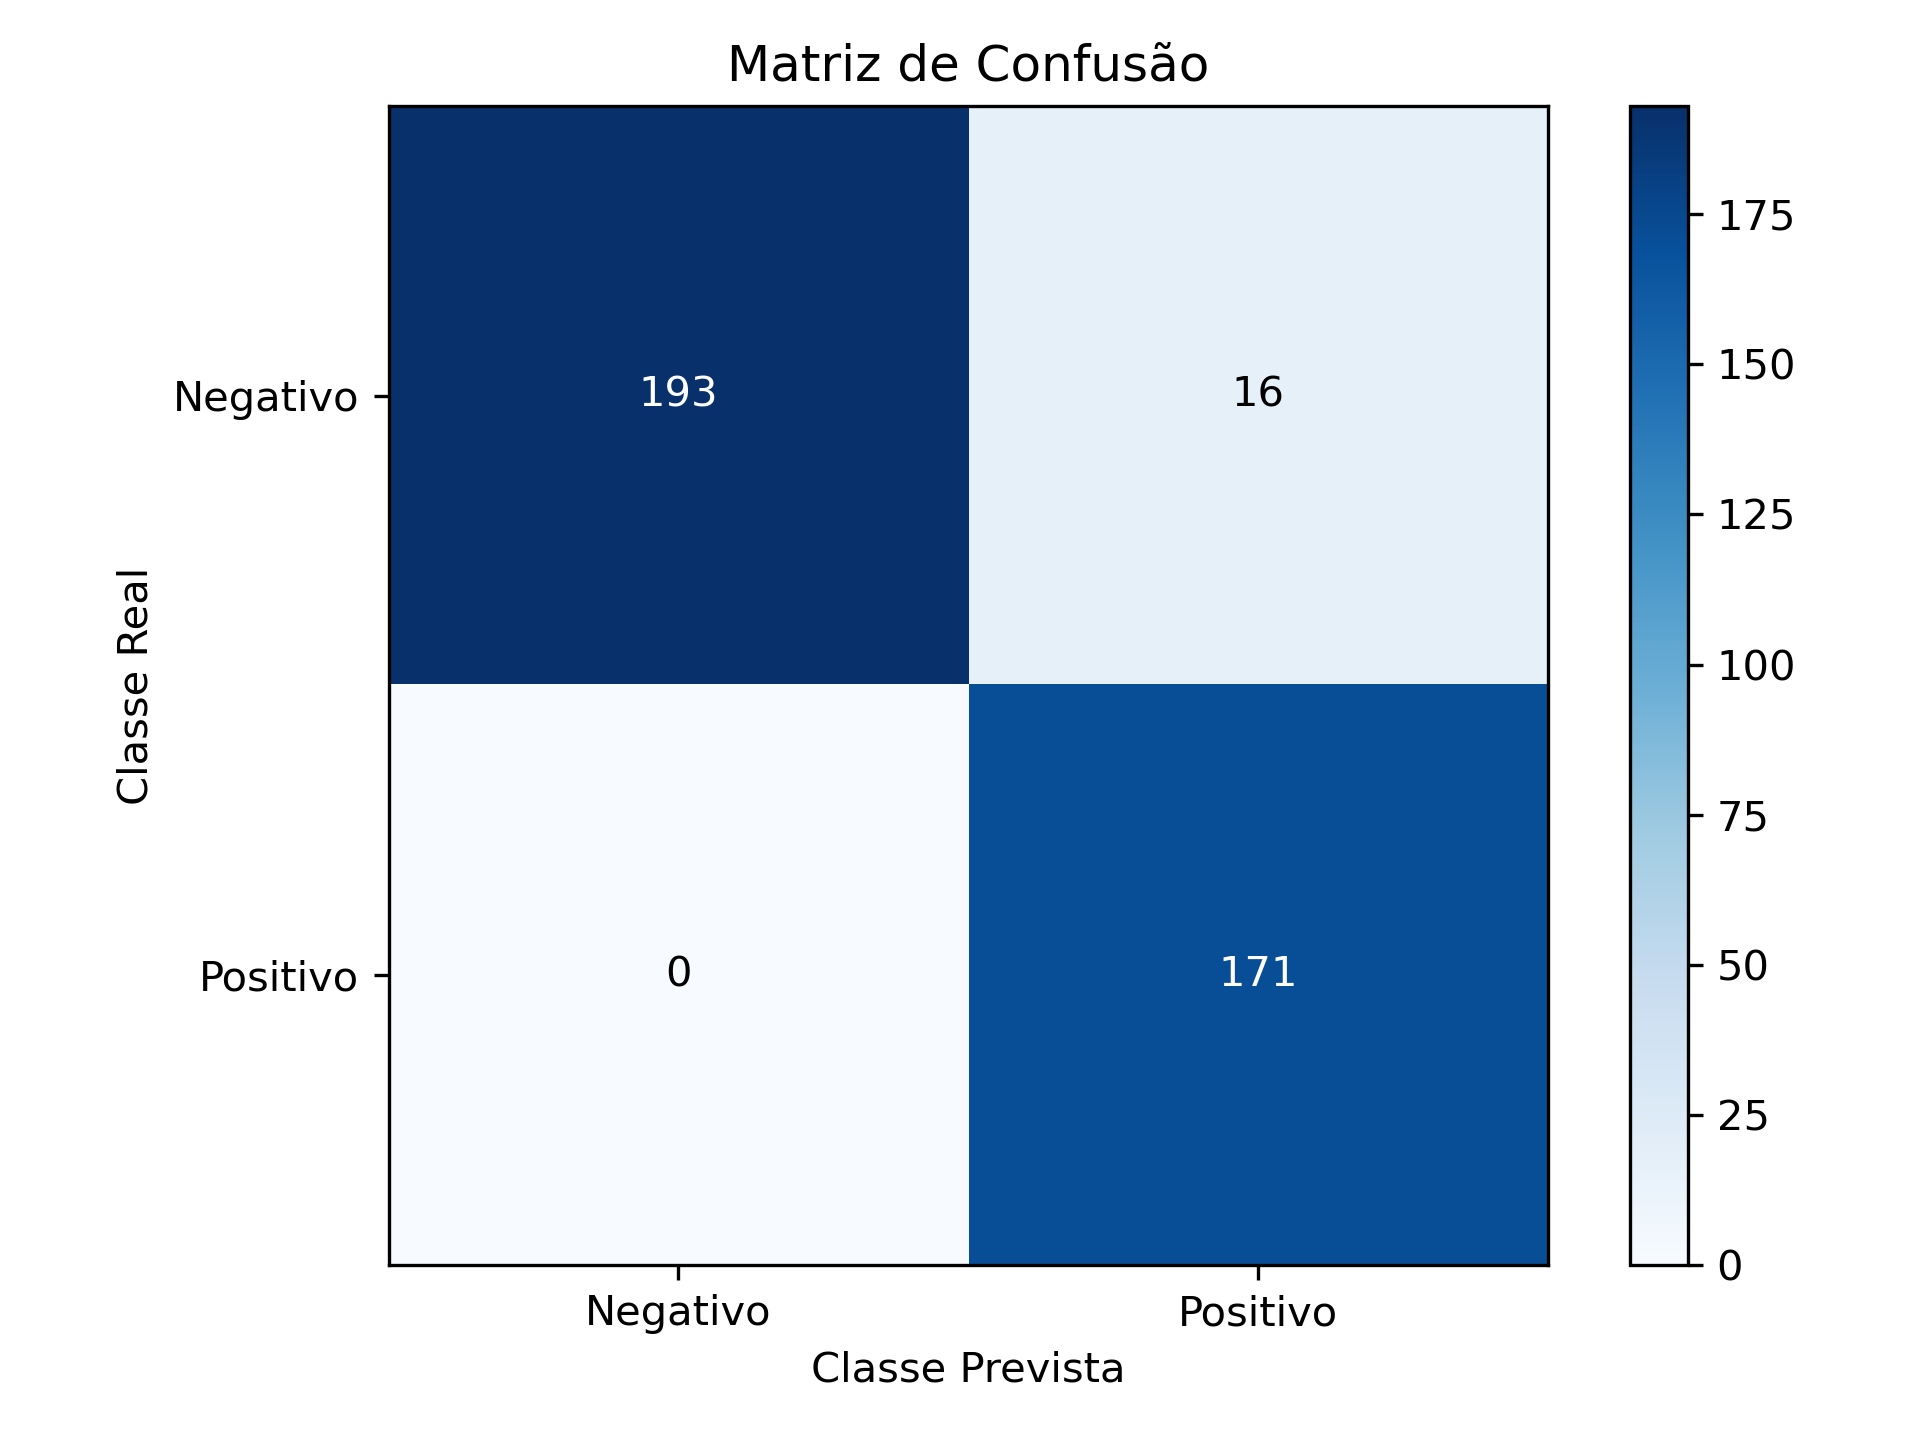 Matriz de Confusão
Classe Real
Negativo
193
16
Positivo
0
171
Negativo
Positivo
Classe Prevista
175
150
125
100
75
50
25
0